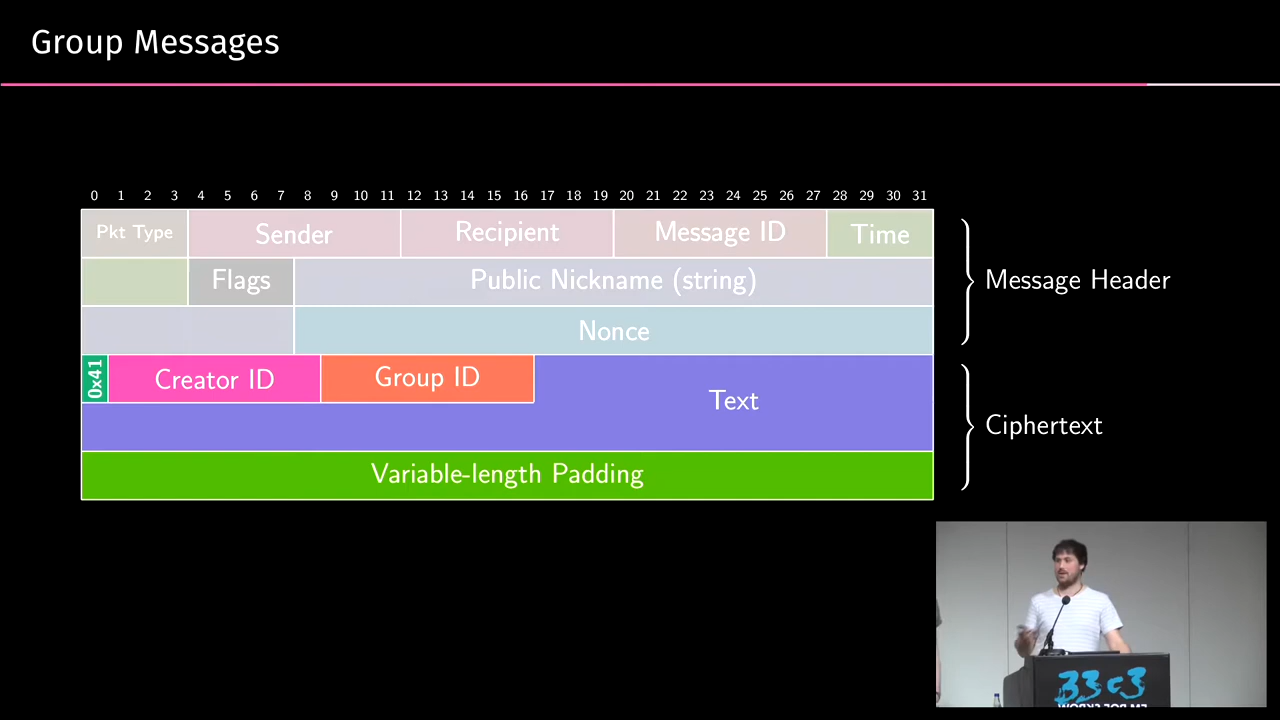 Group Messages
0 1 2 3 4 5 6 7 8 9 10 11 12 13 14 15 16 17 18 19 20 21 22 23 24 25 26 27 28 29 30 31
Pkt Type Sender Recipient Message ID Time
Flags Public Nickname (string) Message Header
Nonce
0x41 Creator ID Group ID
Text
Ciphertext
Variable-length Padding
33c3